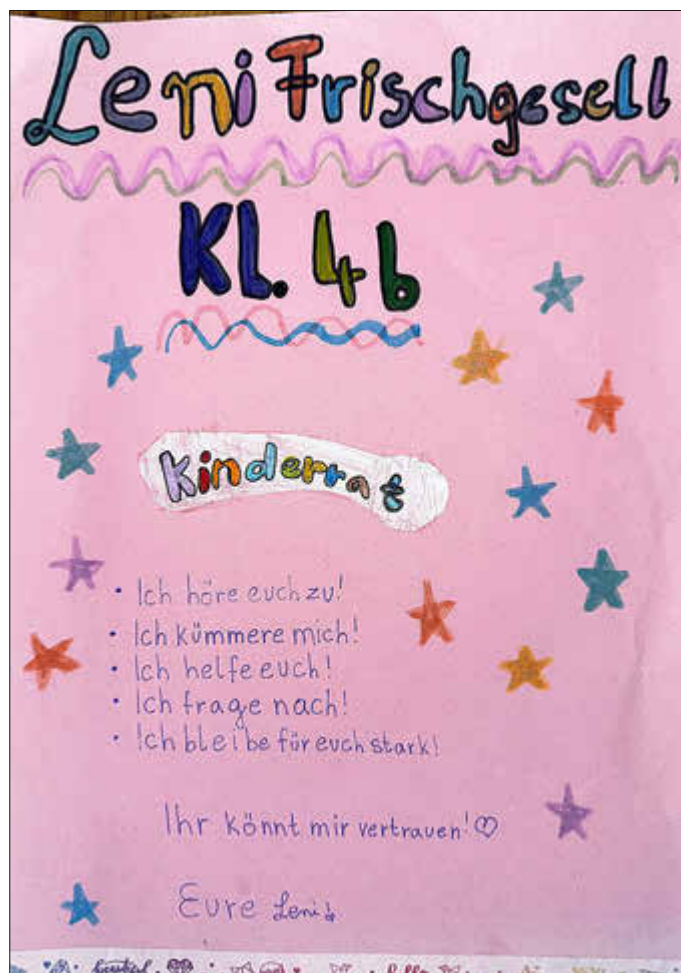 Leni Frischgesell
Kl. 4b
Kinderrat
• Ich höre euch zu!
• Ich kümmere mich!
• Ich helfe euch!
• Ich frage nach!
• Ich bleibe für euch stark!
Ihr könnt mir vertrauen! ♡
Eure Leni